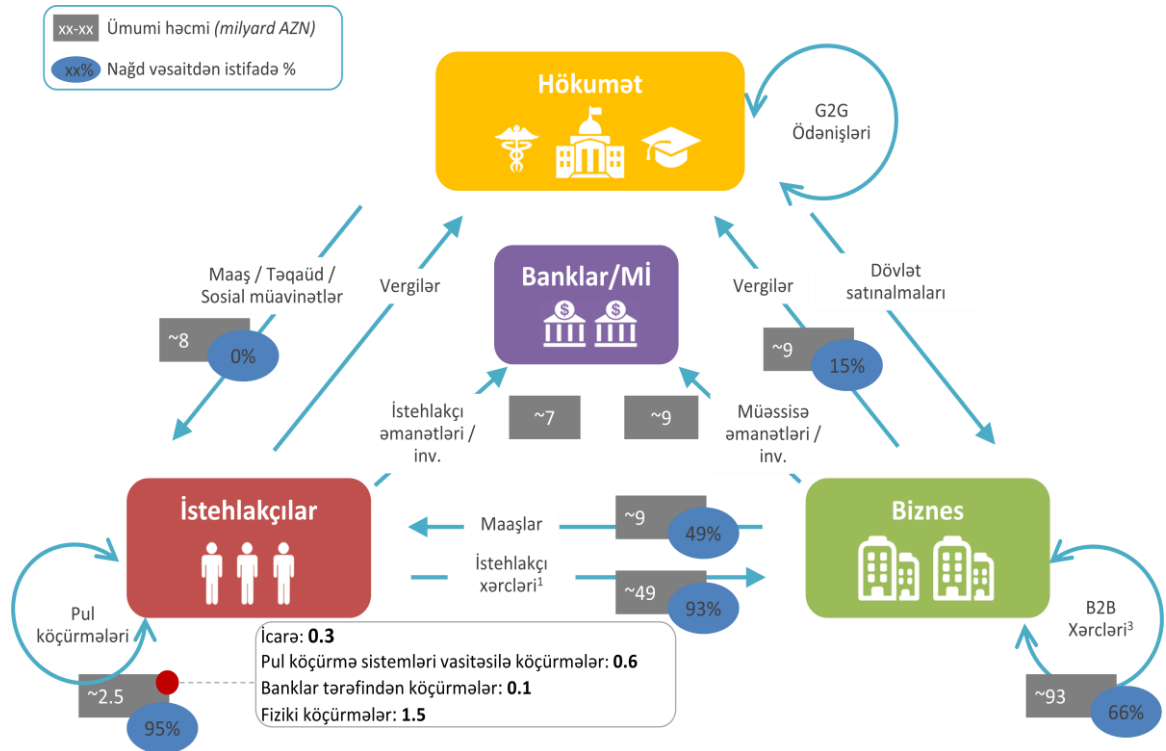 xx-xx Ümumi həcmi (milyard AZN)
xx% Nağd vəsaitdən istifadə %
Hökumət
G2G
Ödənişləri
Maaş / Təqaüd /
Sosial müavinətlər
~8
0%
Vergilər
Banklar/Mİ
$ $
Vergilər
~9
15%
Dövlət
satınalmaları
İstehlakçı
əmanətləri /
inv.
~7
~9
Müəssisə
əmanətləri /
inv.
İstehlakçılar
Maaşlar
~9
49%
İstehlakçı
xərcləri¹
~49
93%
Biznes
Pul
köçürmələri
~2.5
95%
İcarə: 0.3
Pul köçürmə sistemləri vasitəsilə köçürmələr: 0.6
Banklar tərəfindən köçürmələr: 0.1
Fiziki köçürmələr: 1.5
B2B
Xərcləri³
~93
66%